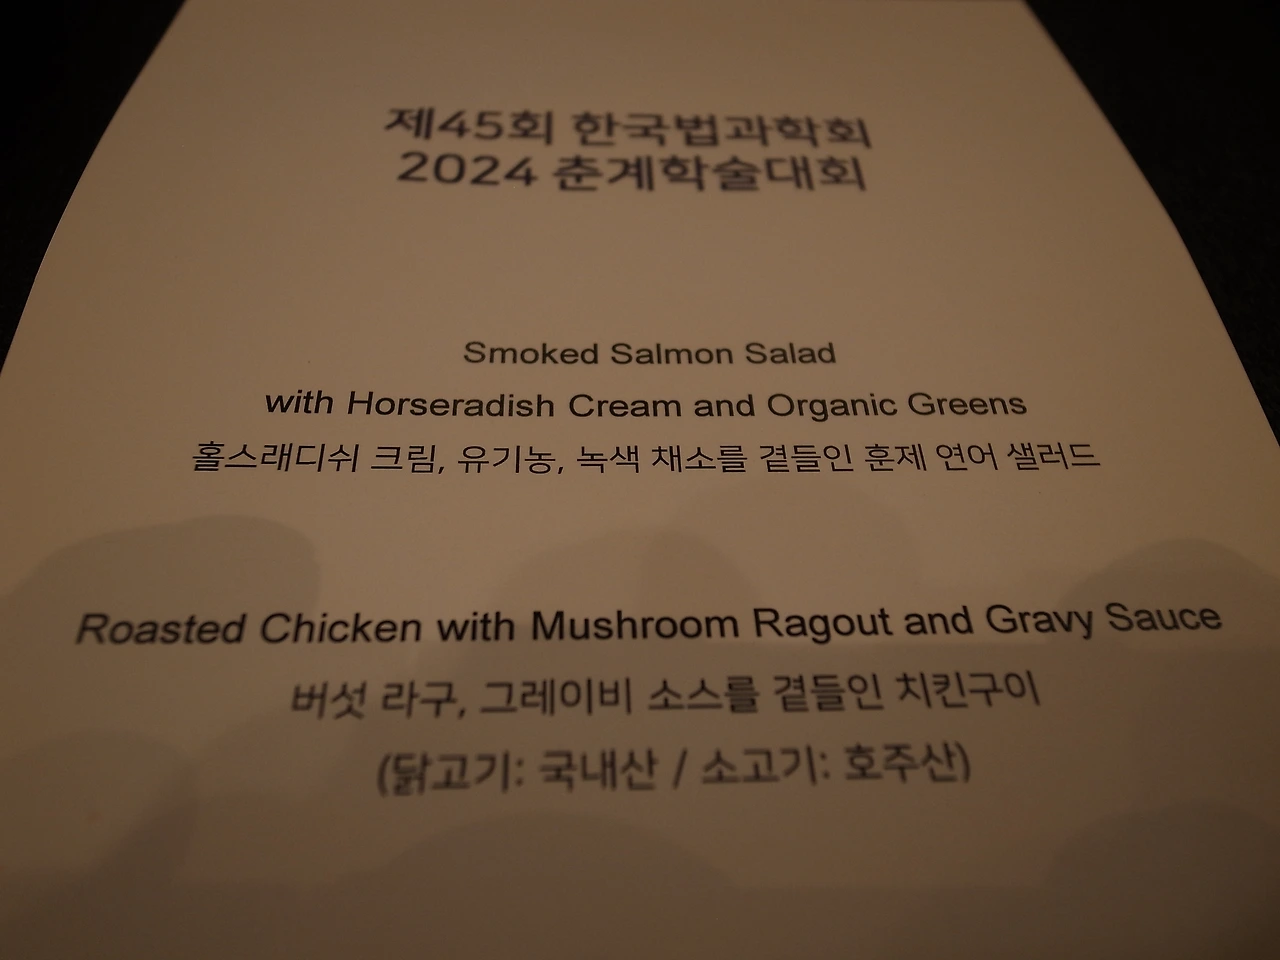 제45회 한국법과학회
2024 춘계학술대회
Smoked Salmon Salad
with Horseradish Cream and Organic Greens
홀스래디쉬 크림, 유기농, 녹색 채소를 곁들인 훈제 연어 샐러드
Roasted Chicken with Mushroom Ragout and Gravy Sauce
버섯 라구, 그레이비 소스를 곁들인 치킨구이
(닭고기: 국내산 / 소고기: 호주산)